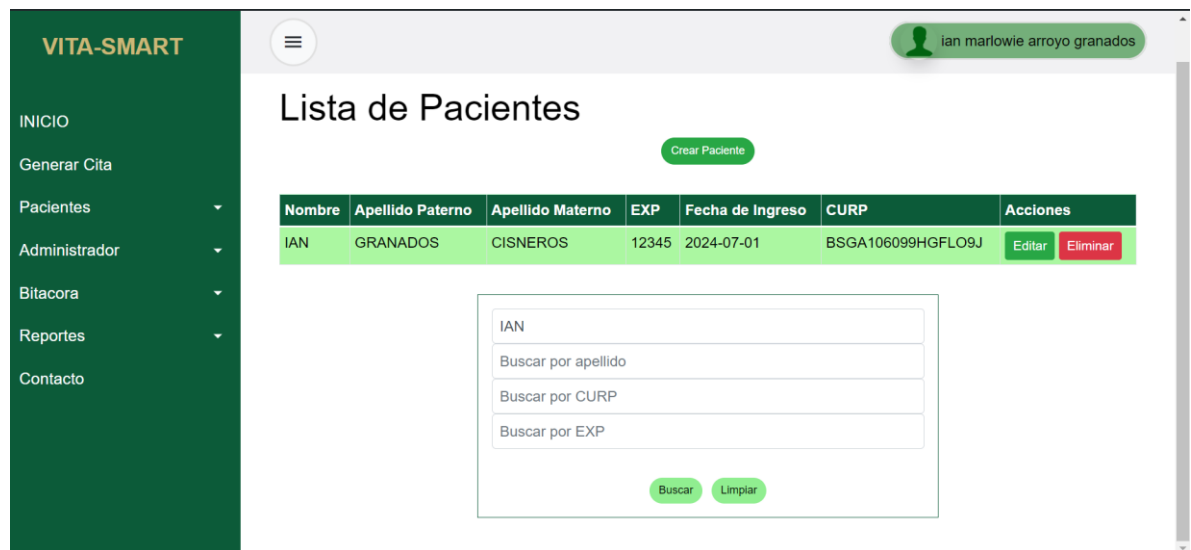 VITA-SMART
ian marlowie arroyo granados
INICIO
Generar Cita
Pacientes
Administrador
Bitacora
Reportes
Contacto
Lista de Pacientes
Crear Paciente
Nombre Apellido Paterno Apellido Materno EXP Fecha de Ingreso CURP Acciones
IAN GRANADOS CISNEROS 12345 2024-07-01 BSGA106099HGFLO9J Editar Eliminar
IAN
Buscar por apellido
Buscar por CURP
Buscar por EXP
Buscar Limpiar